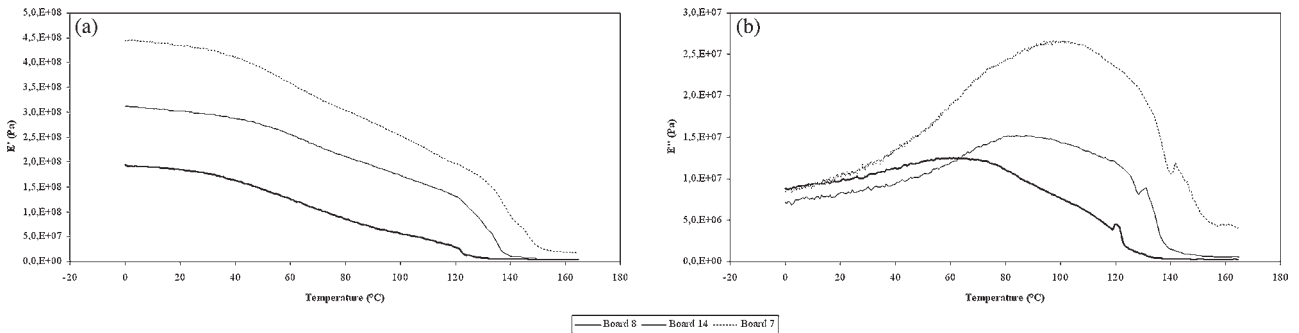 (a)
5,0,E+08
4,5,E+08
4,0,E+08
3,5,E+08
3,0,E+08
2,5,E+08
2,0,E+08
1,5,E+08
1,0,E+08
5,0,E+07
0,0,E+00
E' (Pa)
-20 0 20 40 60 80 100 120 140 160 180
Temperature (°C)
(b)
3,0,E+07
2,5,E+07
2,0,E+07
1,5,E+07
1,0,E+07
5,0,E+06
0,0,E+00
E'' (Pa)
-20 0 20 40 60 80 100 120 140 160 180
Temperature (°C)
Board 8 Board 14 Board 7